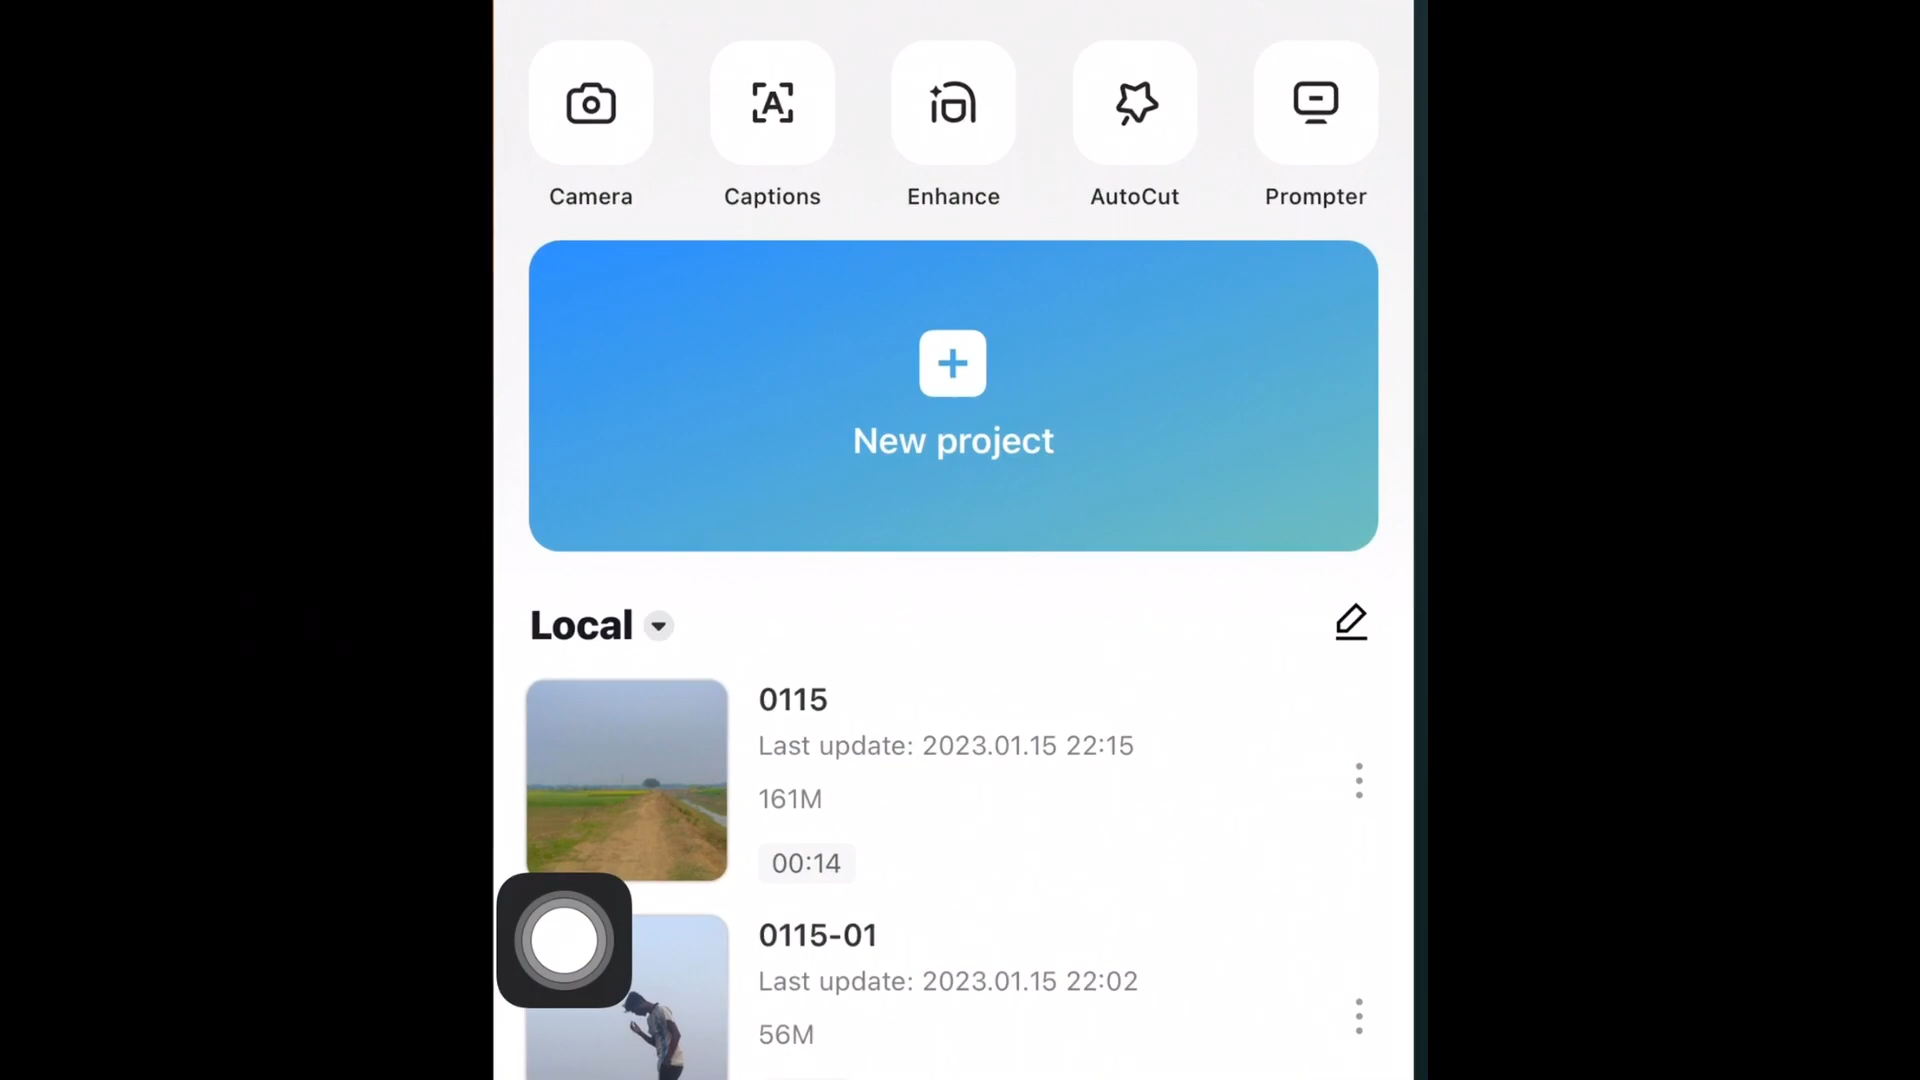 Camera
Captions
Enhance
AutoCut
Prompter
New project
Local
0115
Last update: 2023.01.15 22:15
161M
00:14
0115-01
Last update: 2023.01.15 22:02
56M